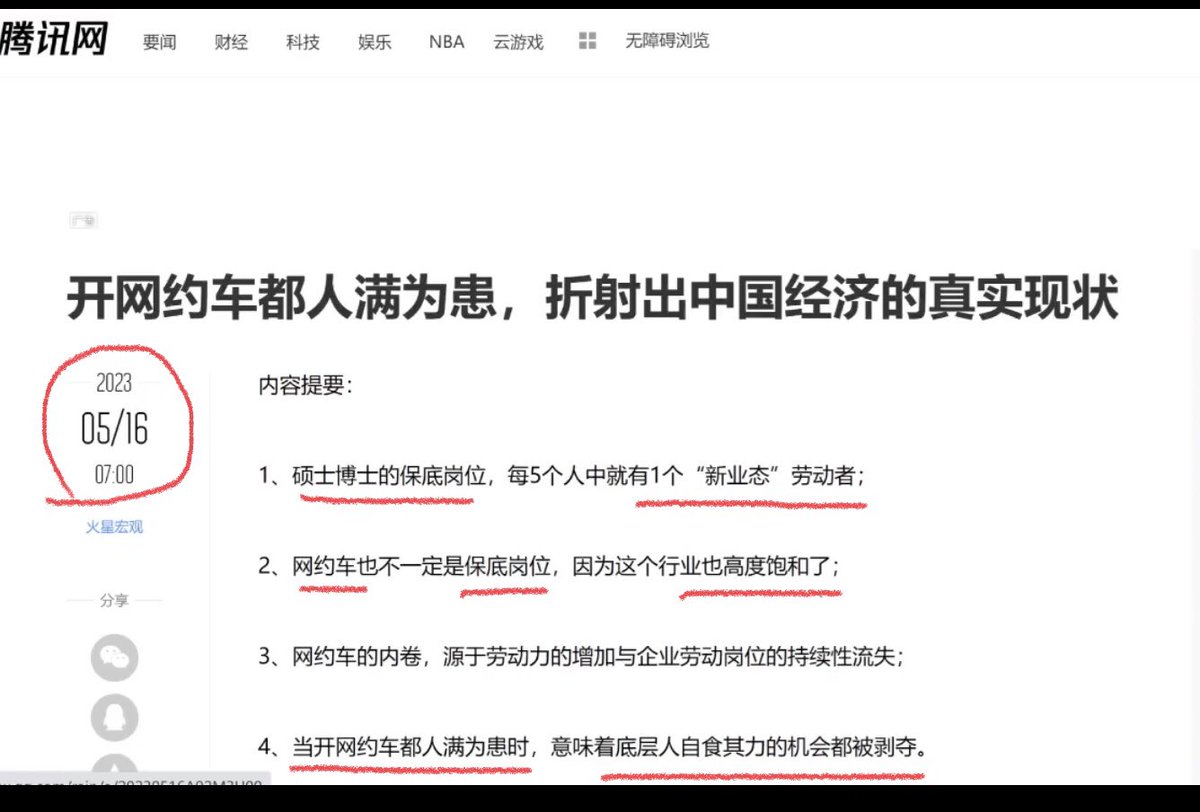 腾讯网 要闻 财经 科技 娱乐 NBA 云游戏 无障碍浏览
广告
开网约车都人满为患，折射出中国经济的真实现状
2023
05/16
07:00
火星宏观
分享
内容提要：
1、硕士博士的保底岗位，每5个人中就有1个“新业态”劳动者；
2、网约车也不一定是保底岗位，因为这个行业也高度饱和了；
3、网约车的内卷，源于劳动力的增加与企业劳动岗位的持续性流失；
4、当开网约车都人满为患时，意味着底层人自食其力的机会都被剥夺。